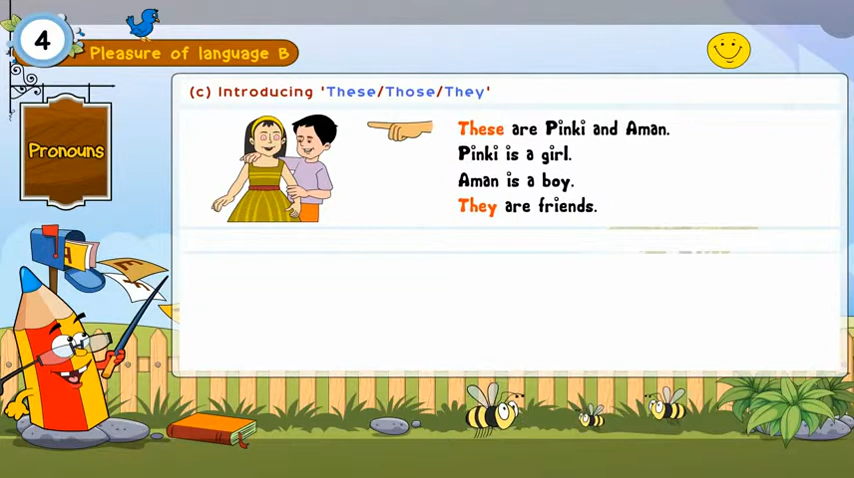 4
Pleasure of language B
Pronouns
(c) Introducing 'These/Those/They'
These are Pinki and Aman.
Pinki is a girl.
Aman is a boy.
They are friends.